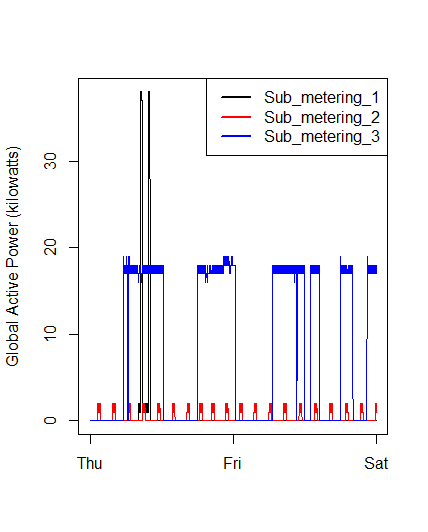 Sub_metering_1
Sub_metering_2
Sub_metering_3
Global Active Power (kilowatts)
30
20
10
0
Thu Fri Sat